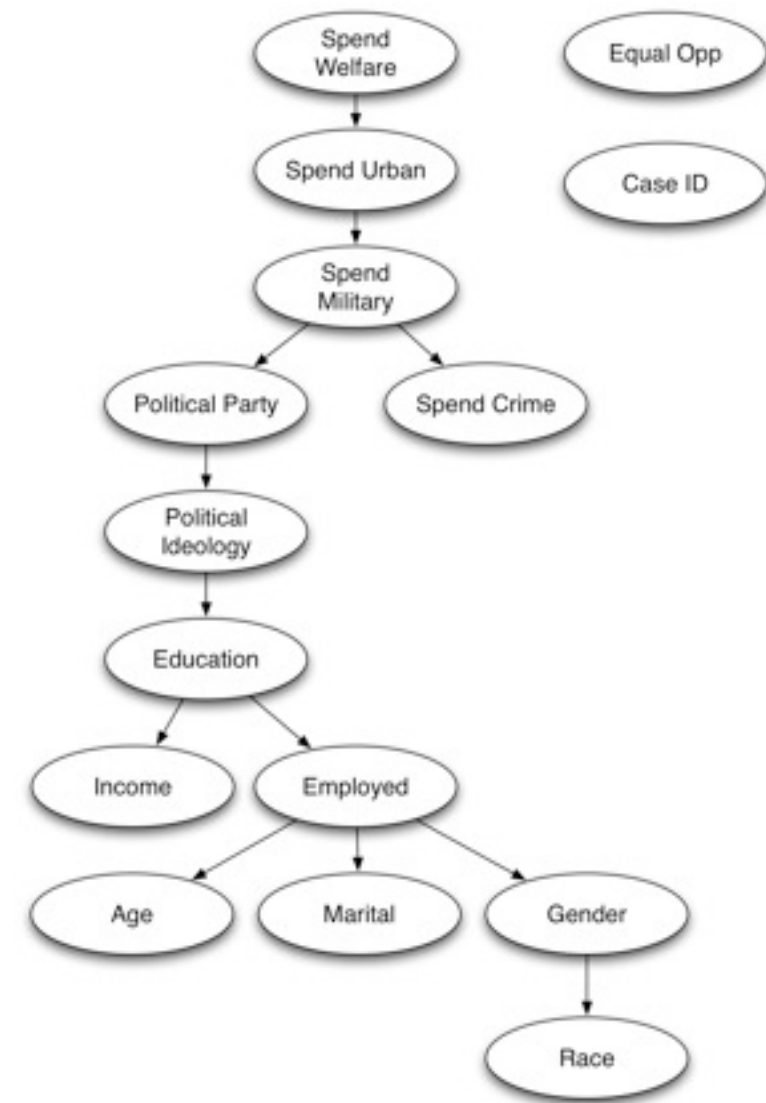 Spend
Welfare
Equal Opp
Spend Urban
Case ID
Spend
Military
Political Party
Spend Crime
Political
Ideology
Education
Income
Employed
Age
Marital
Gender
Race